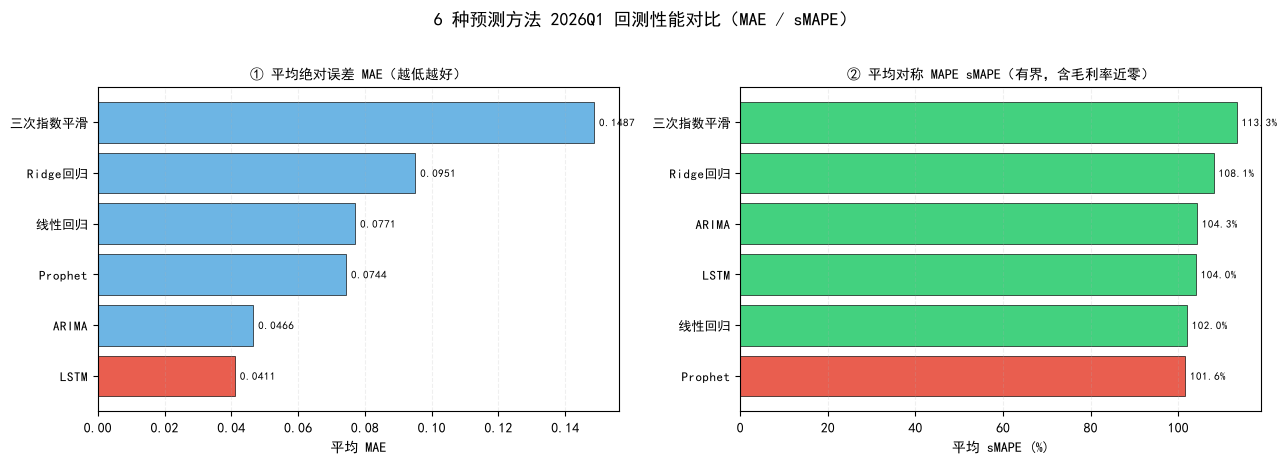 6 种预测方法 2026Q1 回测性能对比（MAE / sMAPE）
① 平均绝对误差 MAE（越低越好）
三次指数平滑
0.1487
Ridge回归
0.0951
线性回归
0.0771
Prophet
0.0744
ARIMA
0.0466
LSTM
0.0411
0.00 0.02 0.04 0.06 0.08 0.10 0.12 0.14
平均 MAE
② 平均对称 MAPE sMAPE（有界，含毛利率近零）
三次指数平滑
113.3%
Ridge回归
108.1%
ARIMA
104.3%
LSTM
104.0%
线性回归
102.0%
Prophet
101.6%
0 20 40 60 80 100
平均 sMAPE (%)